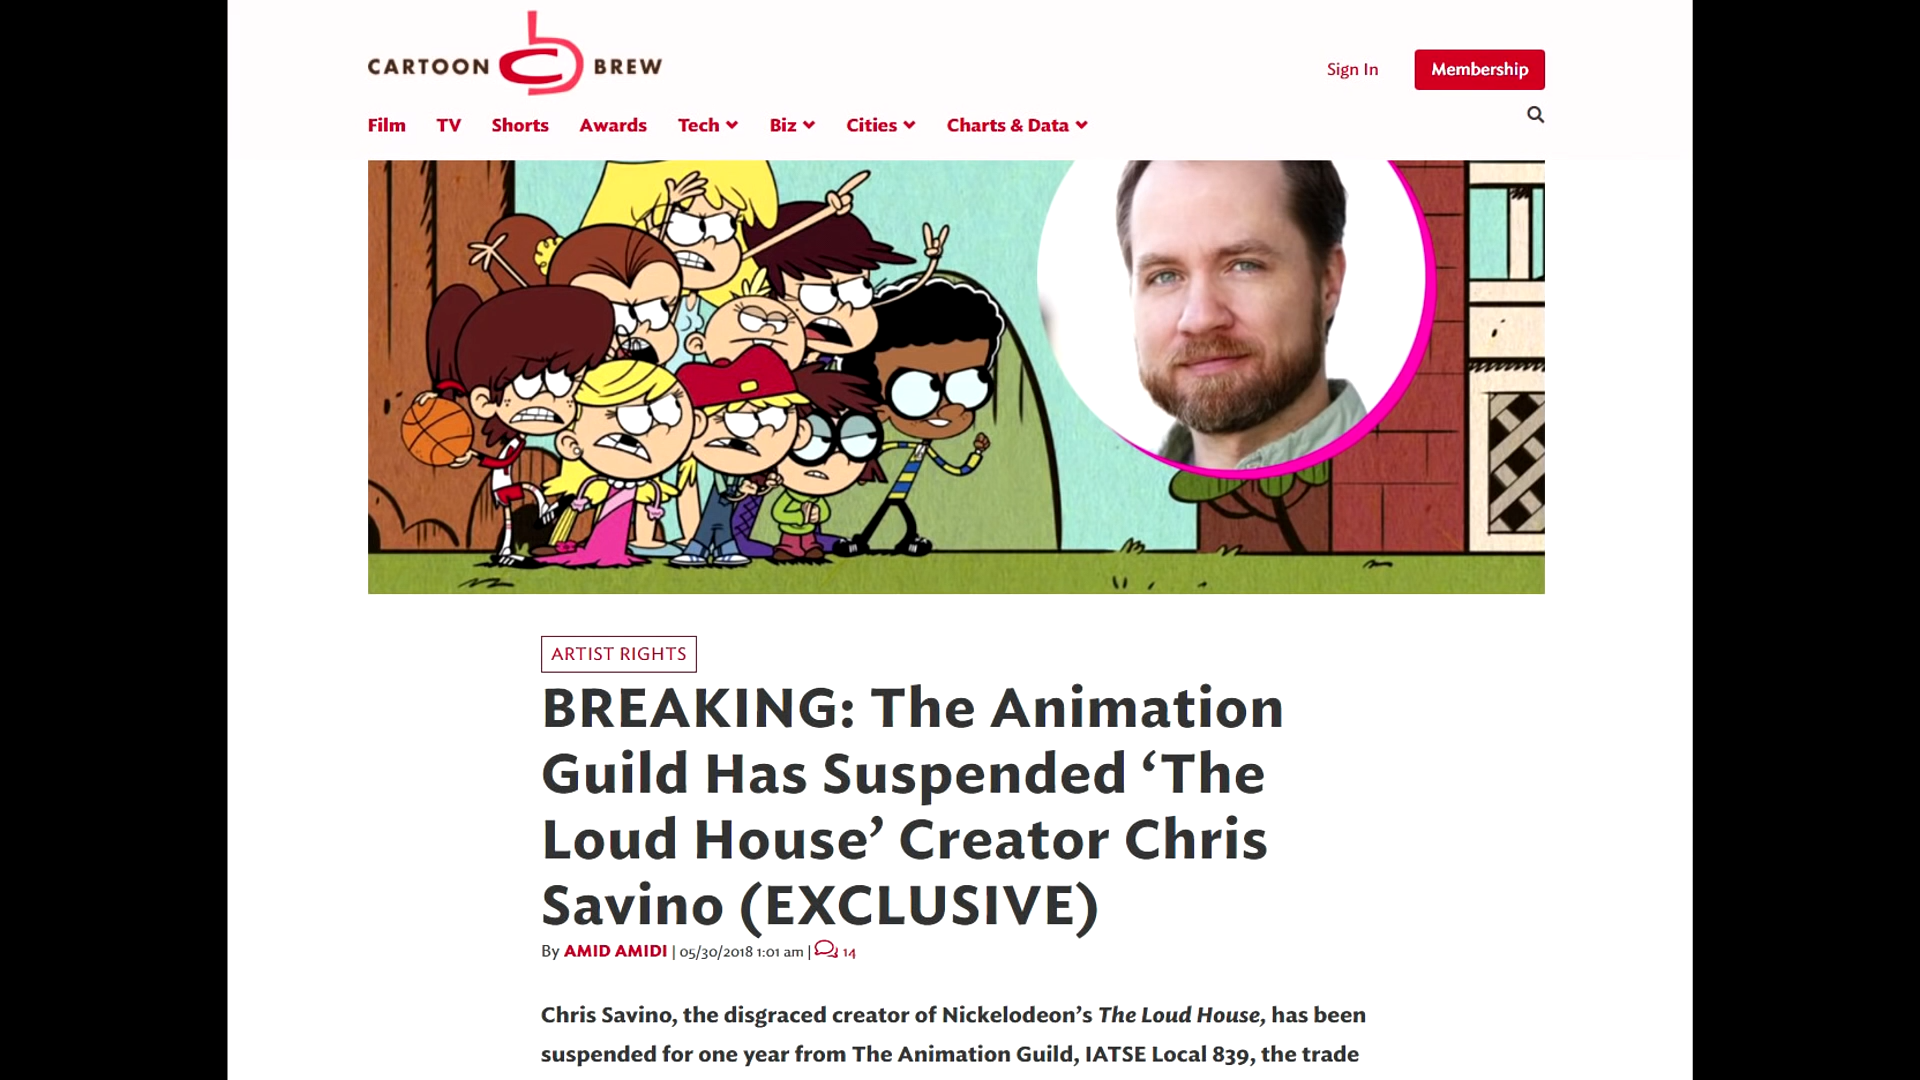 CARTOON BREW
Sign In
Membership
Film TV Shorts Awards Tech Biz Cities Charts & Data
ARTIST RIGHTS
BREAKING: The Animation
Guild Has Suspended ‘The
Loud House’ Creator Chris
Savino (EXCLUSIVE)
By AMID AMIDI | 05/30/2018 1:01 am | 14
Chris Savino, the disgraced creator of Nickelodeon’s The Loud House, has been
suspended for one year from The Animation Guild, IATSE Local 839, the trade